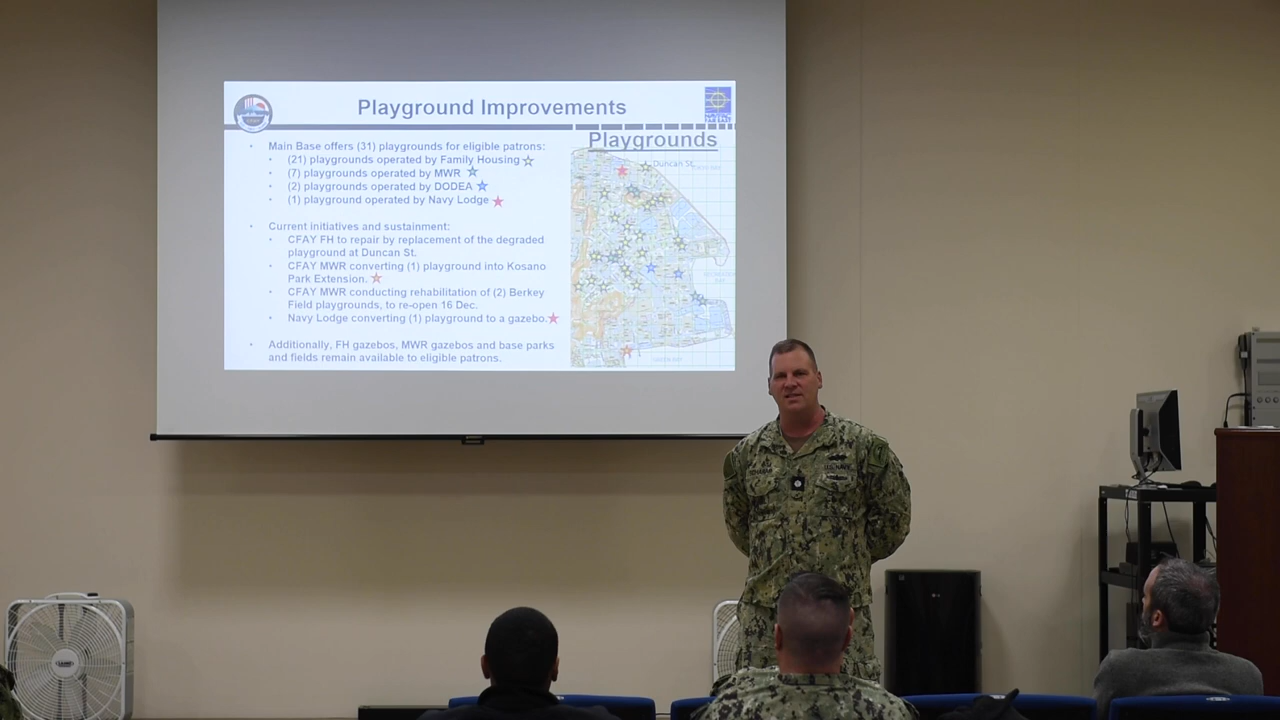 Playground Improvements
Main Base offers (31) playgrounds for eligible patrons:
(21) playgrounds operated by Family Housing
(7) playgrounds operated by MWR
(2) playgrounds operated by DODEA
(1) playground operated by Navy Lodge
Current initiatives and sustainment:
CFAY FH to repair by replacement of the degraded
playground at Duncan St.
CFAY MWR converting (1) playground into Kosano
Park Extension.
CFAY MWR conducting rehabilitation of (2) Berkey
Field playgrounds, to re-open 16 Dec.
Navy Lodge converting (1) playground to a gazebo.
Additionally, FH gazebos, MWR gazebos and base parks
and fields remain available to eligible patrons.
Playgrounds
Duncan St.
U.S. NAVY
LASKO
LG